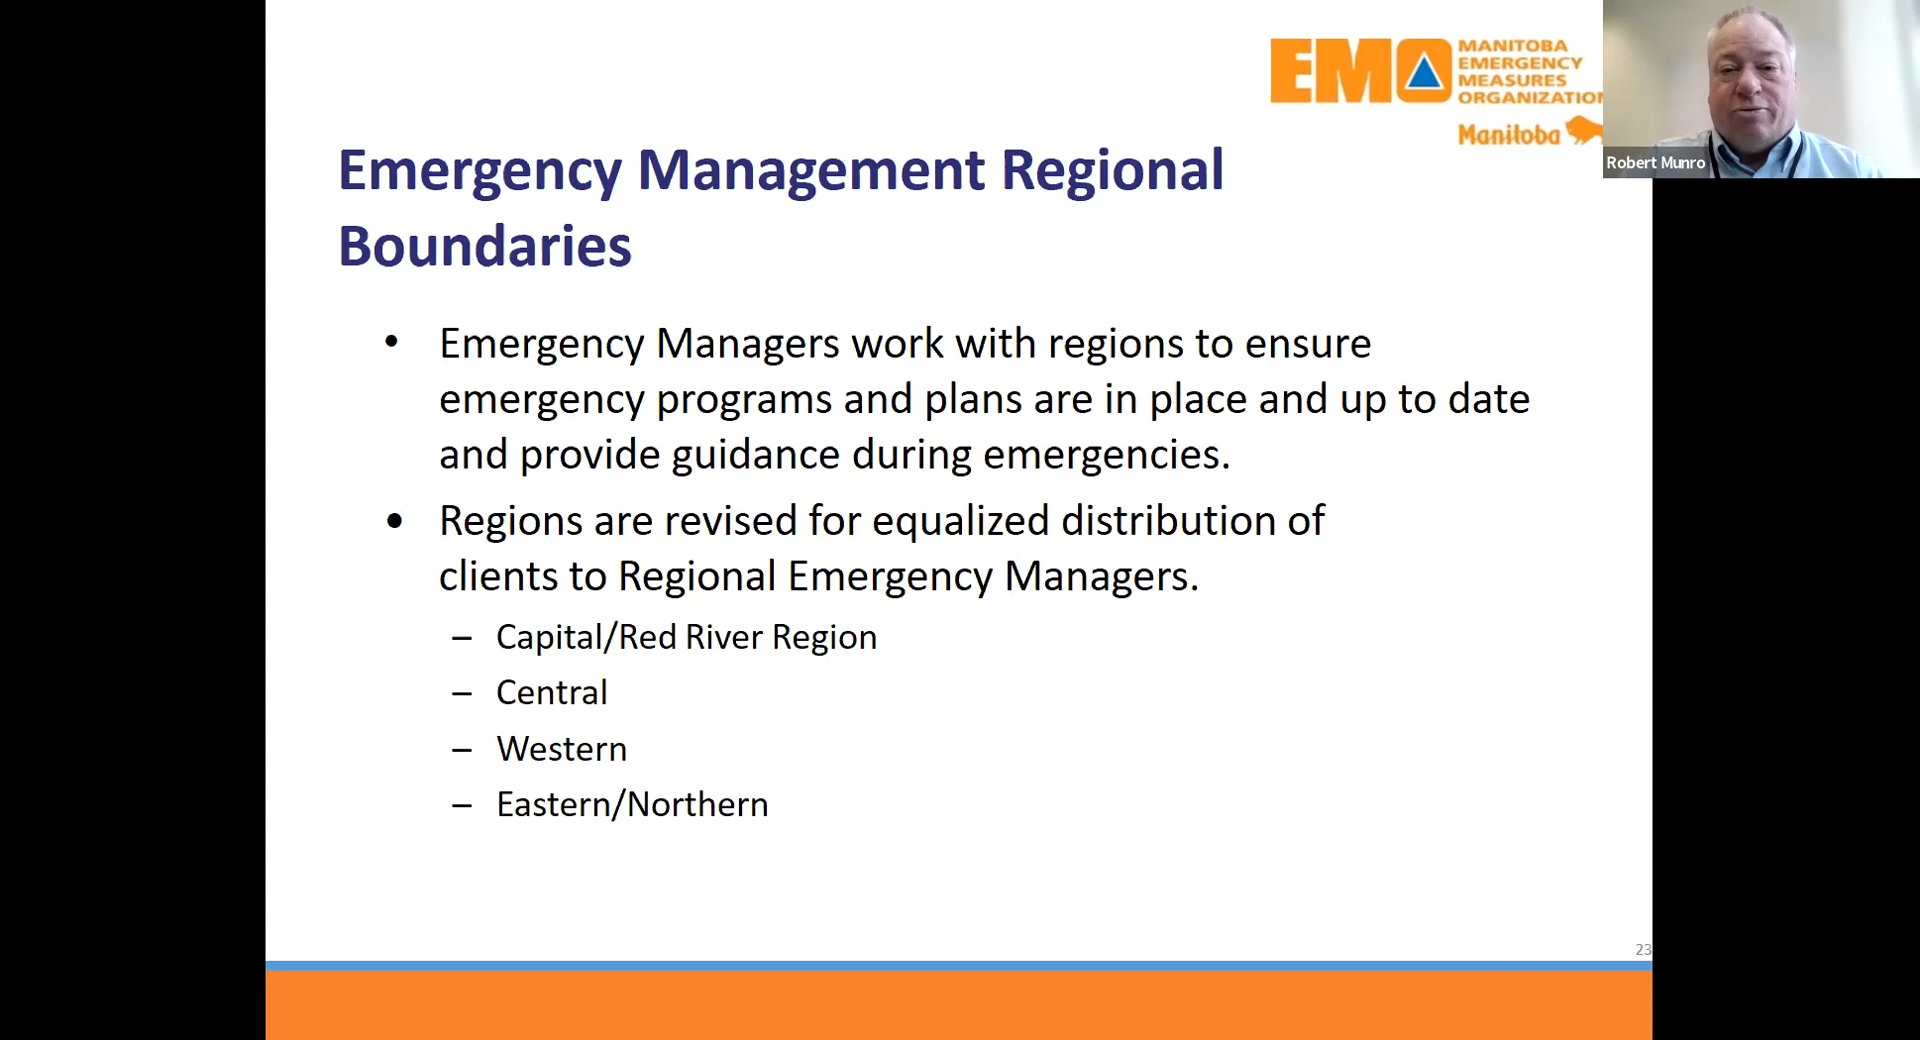 EMO
MANITOBA
EMERGENCY
MEASURES
ORGANIZATION
Manitoba
Robert Munro
Emergency Management Regional
Boundaries
• Emergency Managers work with regions to ensure
emergency programs and plans are in place and up to date
and provide guidance during emergencies.
• Regions are revised for equalized distribution of
clients to Regional Emergency Managers.
– Capital/Red River Region
– Central
– Western
– Eastern/Northern
23